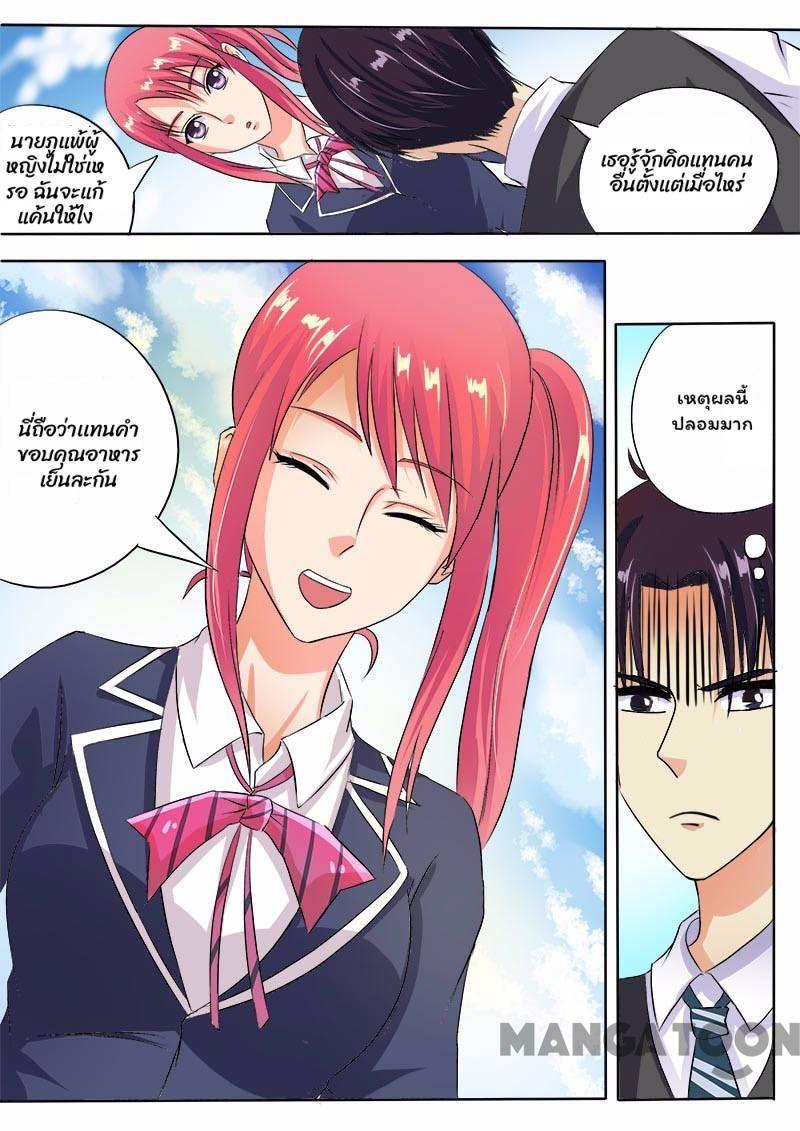 นายภูแพ้ผู้
หญิงไม่ใช่เห
รอ ฉันจะแก้
แค้นให้ไง
เธอรู้จักคิดแทนคน
อื่นตั้งแต่เมื่อไหร่
นี่ถือว่าแทนคำ
ขอบคุณอาหาร
เย็นละกัน
เหตุผลนี้
ปลอมมาก
MANGATOON